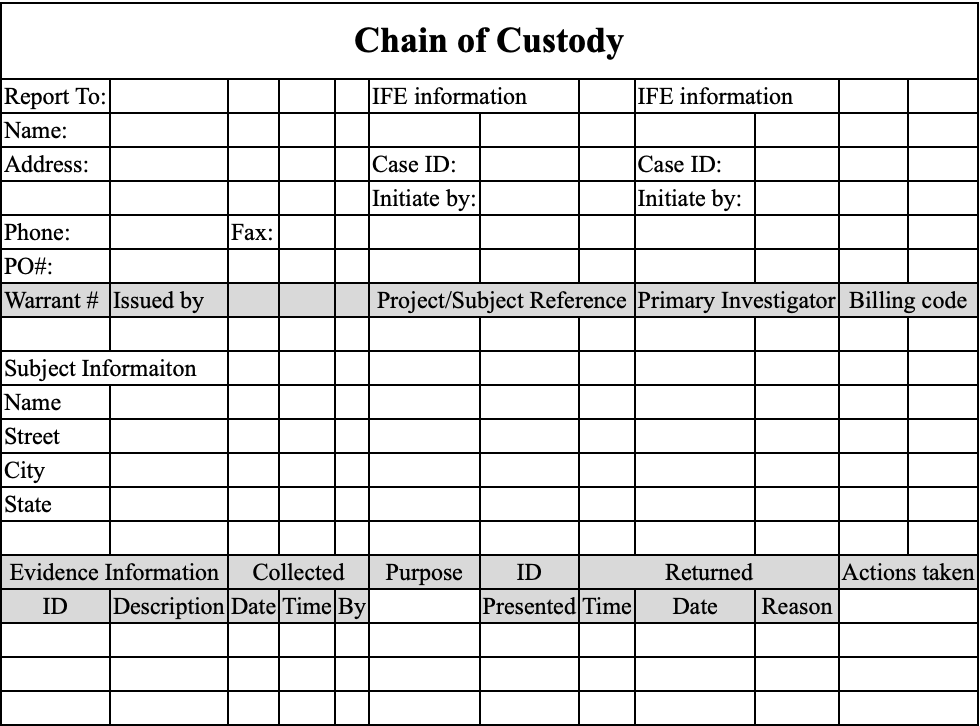 Chain of Custody
Report To: IFE information IFE information
Name:
Address: Case ID: Case ID:
Initiate by: Initiate by:
Phone: Fax:
PO#:
Warrant # Issued by Project/Subject Reference Primary Investigator Billing code
Subject Informaiton
Name
Street
City
State
Evidence Information Collected Purpose ID Returned Actions taken
ID Description Date Time By Presented Time Date Reason